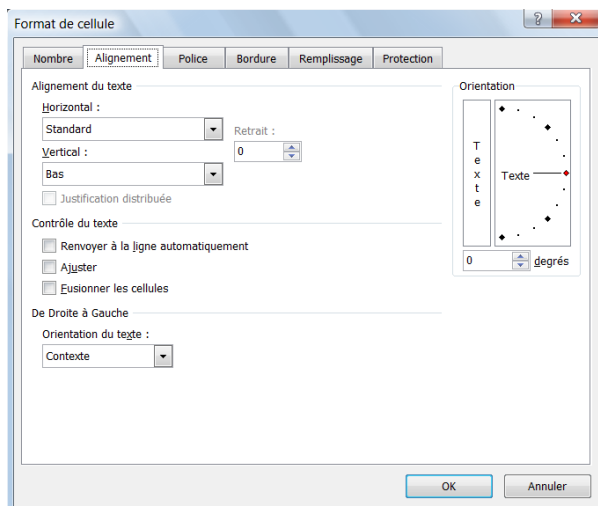 Format de cellule
Nombre Alignement Police Bordure Remplissage Protection
Alignement du texte
Horizontal :
Standard
Retrait :
Vertical :
0
Bas
Justification distribuée
Contrôle du texte
Renvoyer à la ligne automatiquement
Ajuster
Fusionner les cellules
De Droite à Gauche
Orientation du texte :
Contexte
Orientation
Texte
Texte
0 degrés
OK Annuler